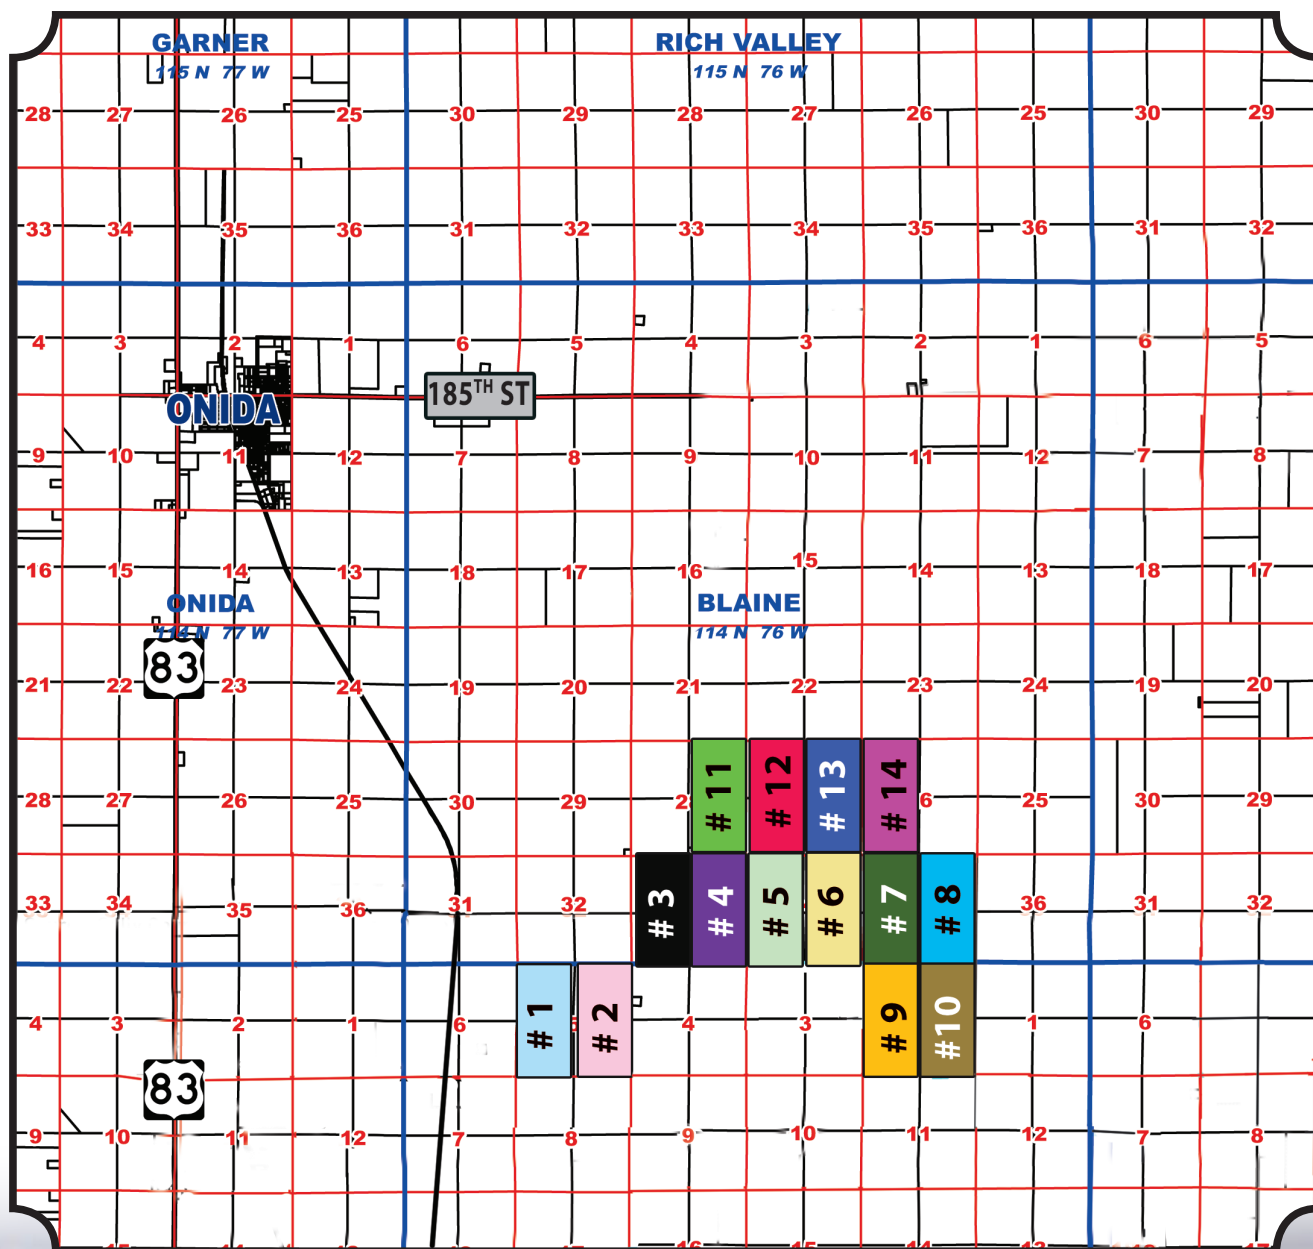 GARNER RICH VALLEY
115 N 77 W 115 N 76 W
28 27 26 25 30 29 28 27 26 25 30 29
33 34 35 36 31 32 33 34 35 36 31 32
4 3 2 1 6 5 4 3 2 1 6 5
185TH ST
ONIDA
9 10 11 12 7 8 9 10 11 12 7 8
16 15 14 13 18 17 16 15 14 13 18 17
ONIDA BLAINE
114 N 77 W 114 N 76 W
83
21 22 23 24 19 20 21 22 23 24 19 20
# 11 # 12 # 13 # 14
28 27 26 25 30 29 2 6 25 30 29
# 3 # 4 # 5 # 6 # 7 # 8
33 34 35 36 31 32 36 31 32
# 1 # 2 # 9 #10
4 3 2 1 6 5 4 3 1 6
83
9 10 11 12 7 8 9 10 11 12 7 8